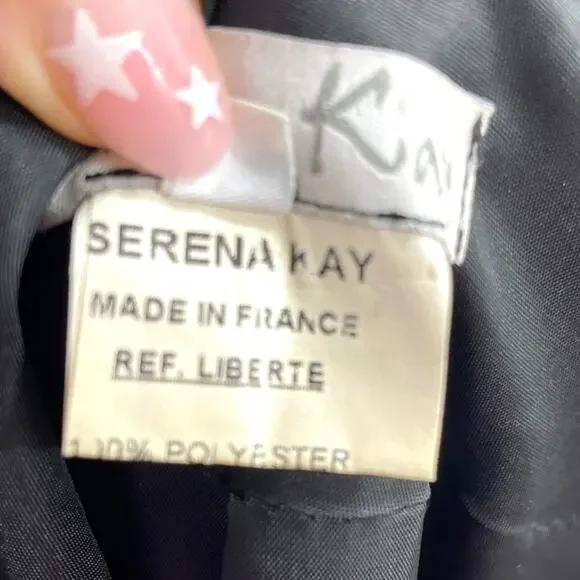 SERENA KAY
MADE IN FRANCE
REF. LIBERTE
100% POLYESTER